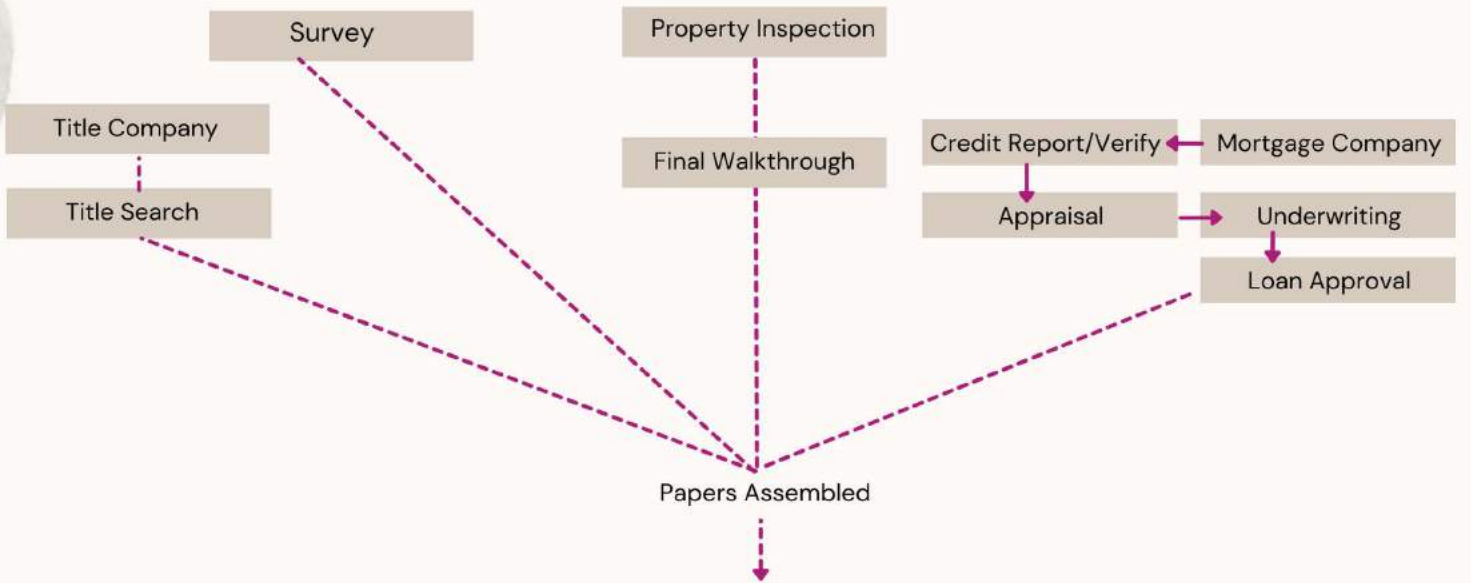 Survey
Property Inspection
Title Company
Final Walkthrough
Credit Report/Verify
Mortgage Company
Title Search
Appraisal
Underwriting
Loan Approval
Papers Assembled